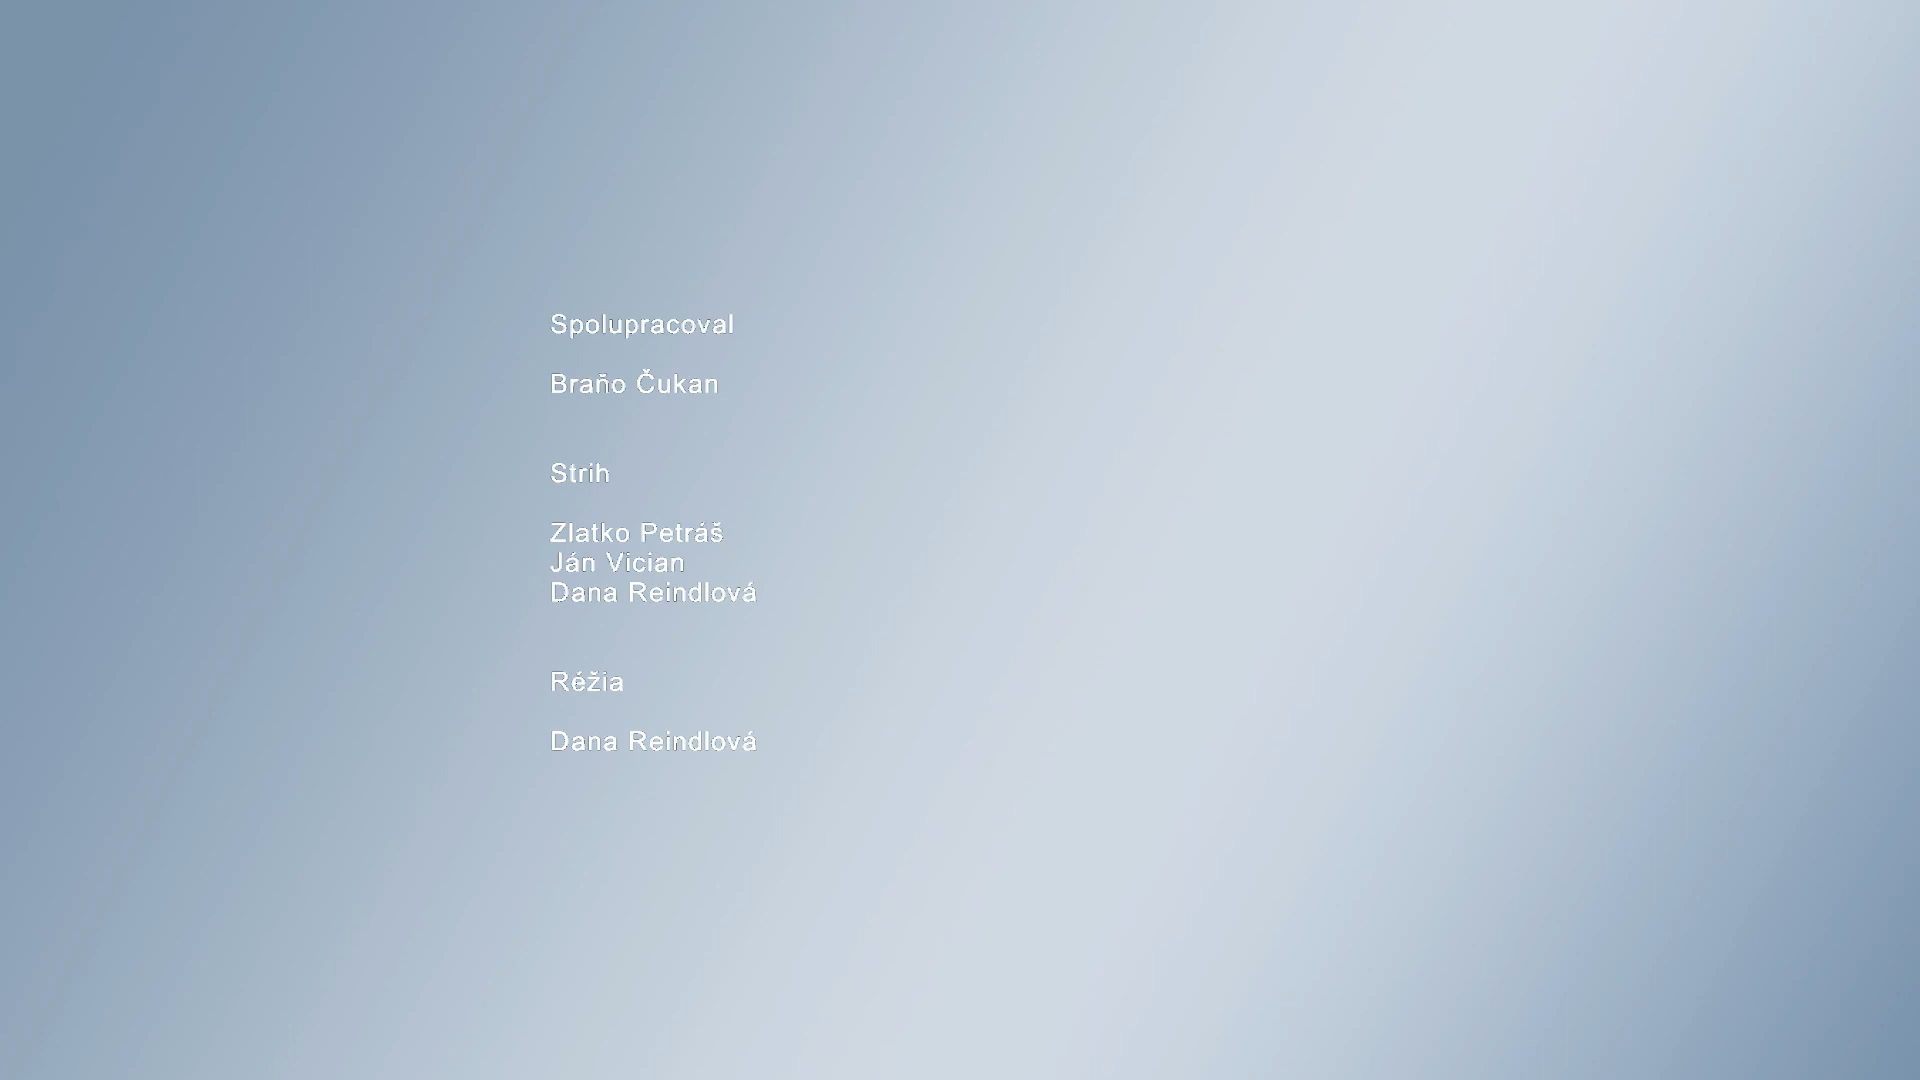 Spolupracoval
Braňo Čukan
Strih
Zlatko Petráš
Ján Vician
Dana Reindlová
Réžia
Dana Reindlová